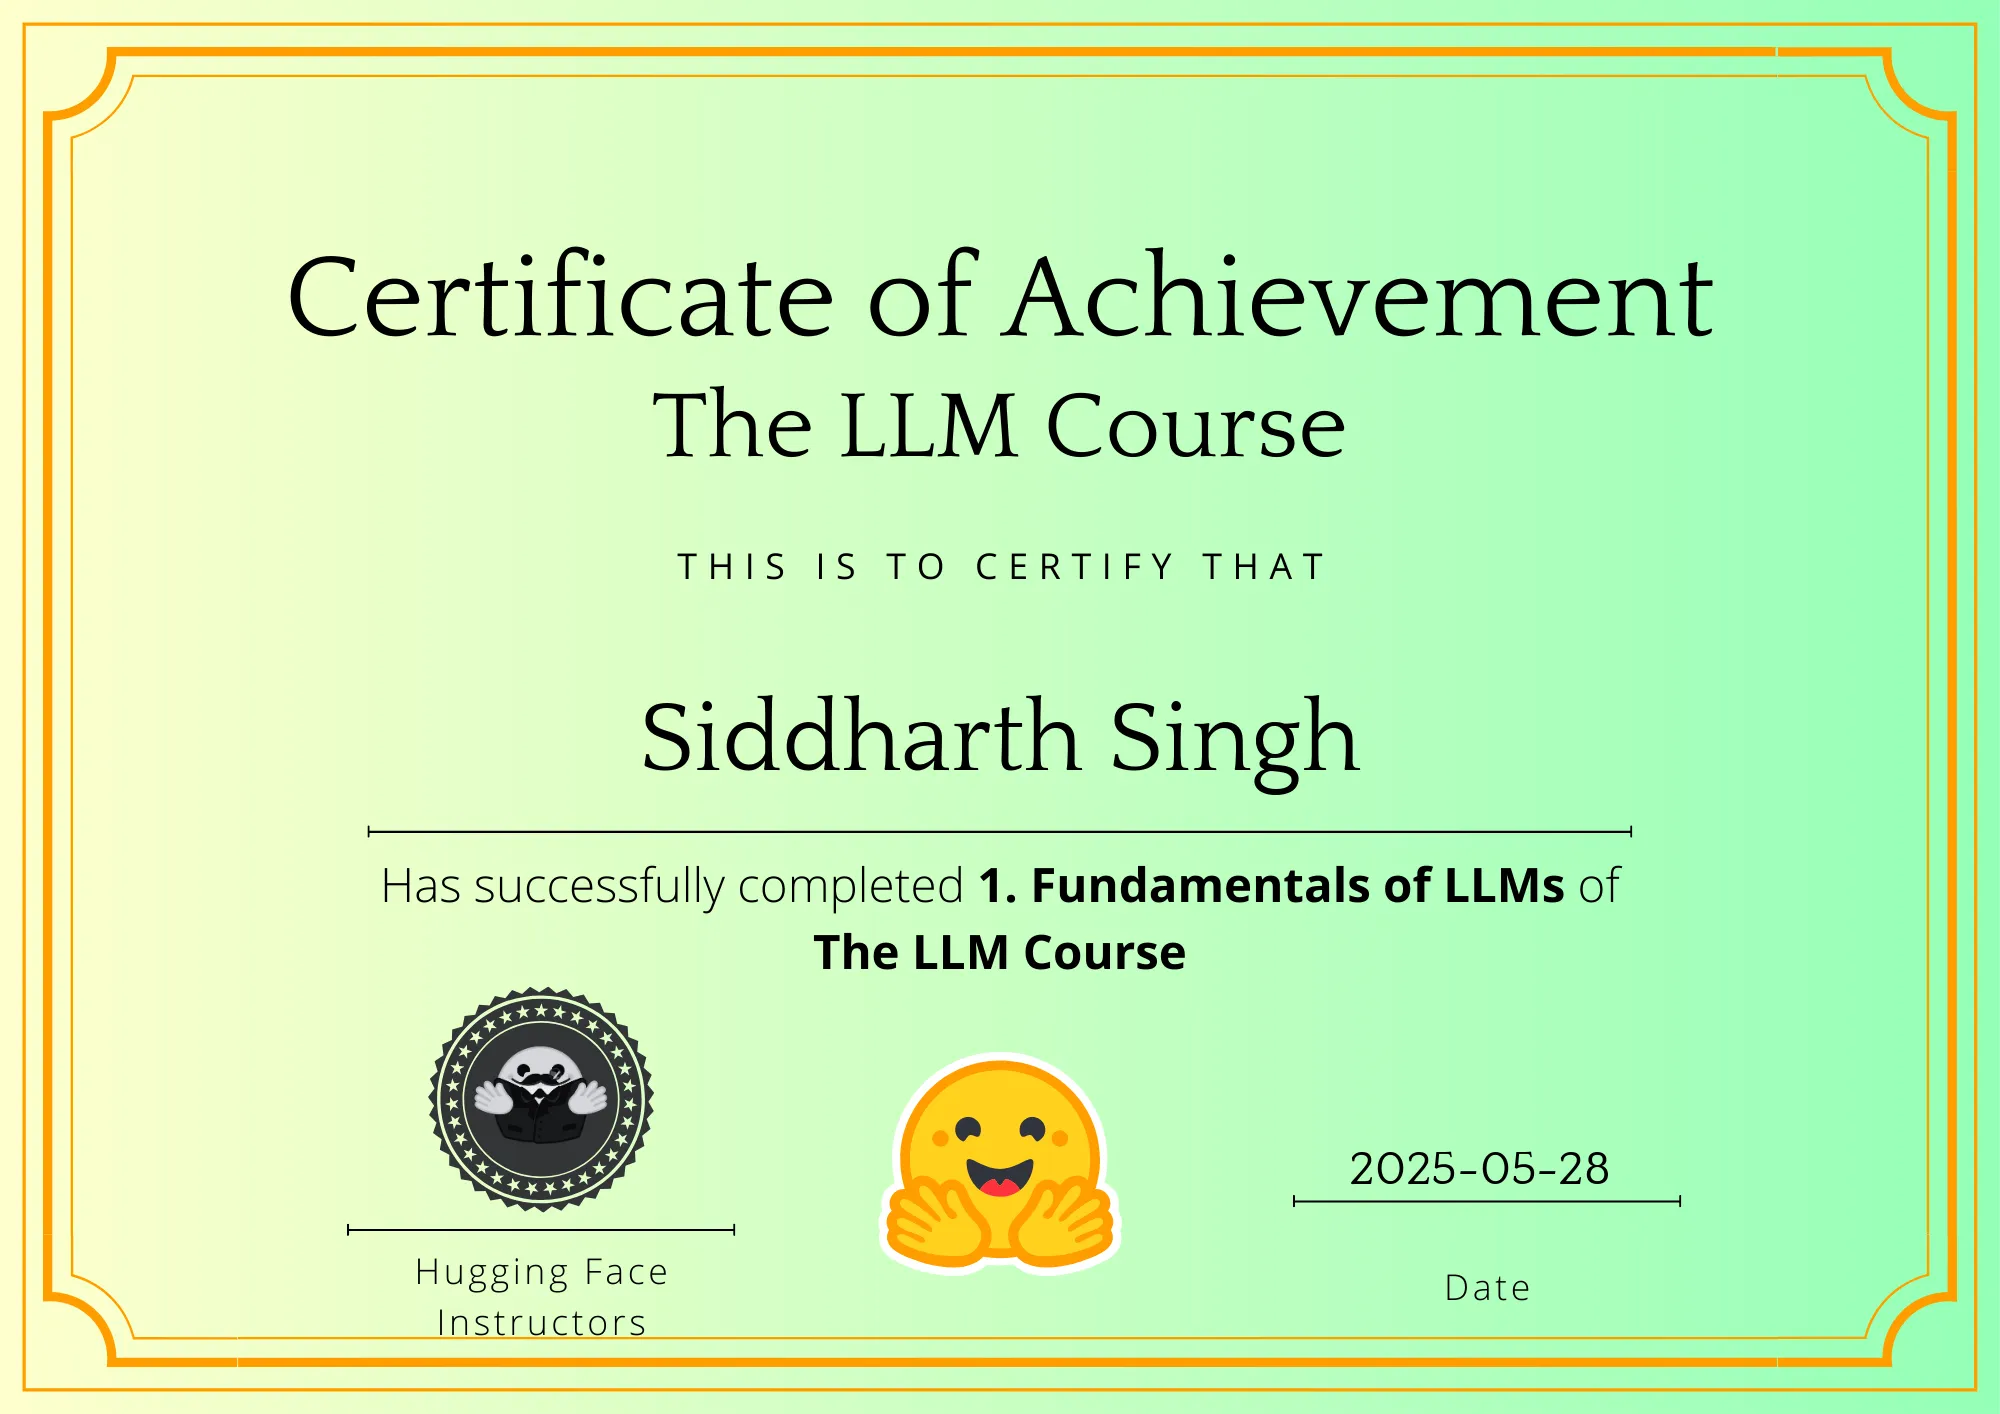 Certificate of Achievement
The LLM Course
THIS IS TO CERTIFY THAT
Siddharth Singh
Has successfully completed 1. Fundamentals of LLMs of
The LLM Course
2025-05-28
Hugging Face
Instructors
Date